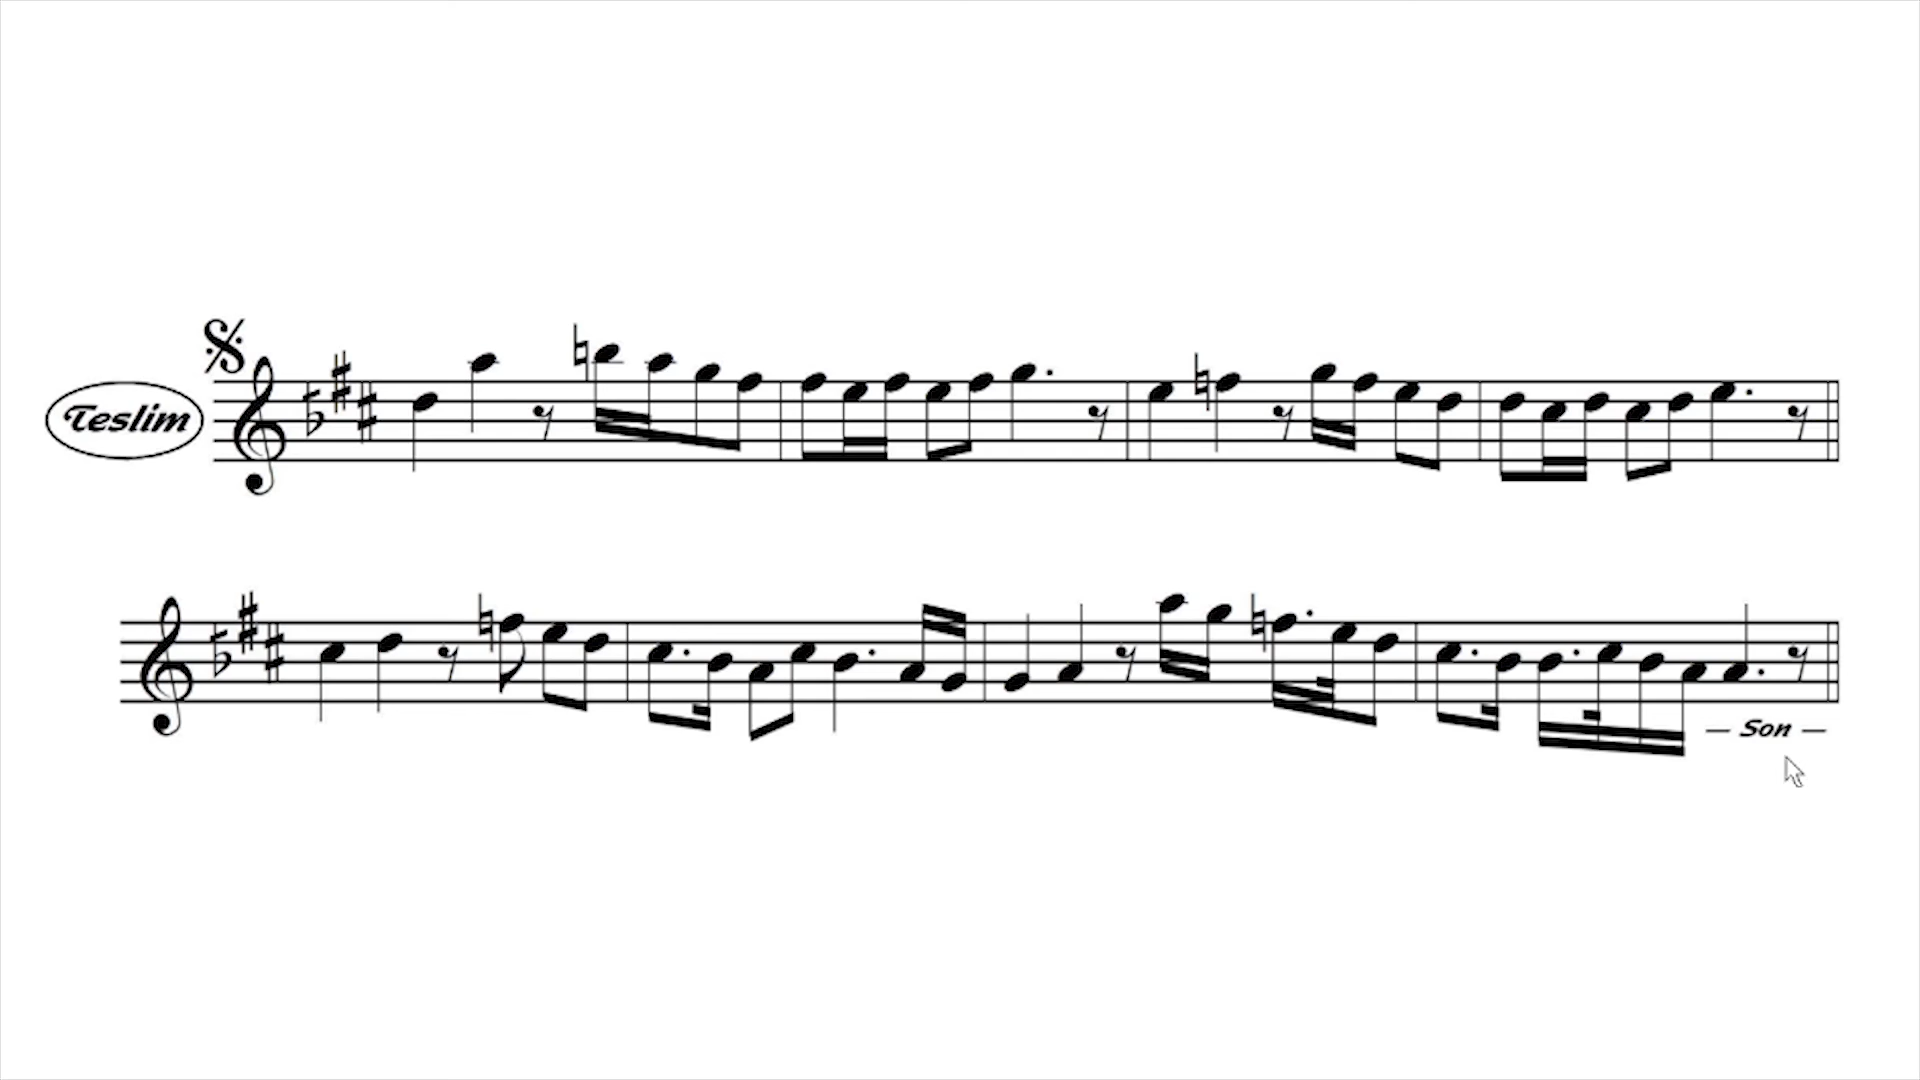 Teslim
— Son —